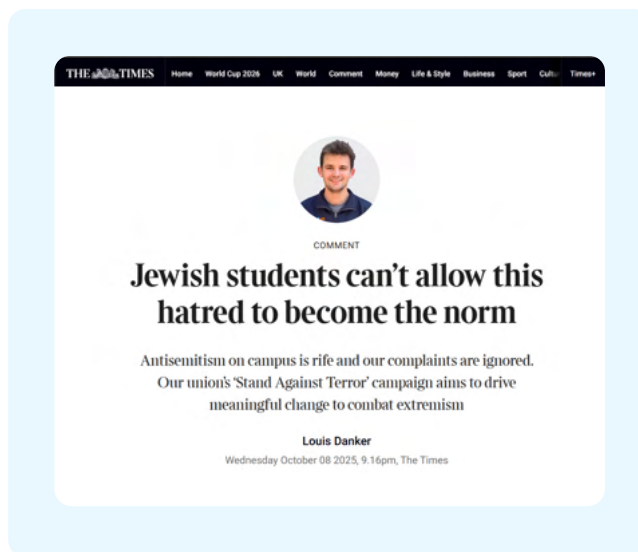 THE TIMES Home World Cup 2026 UK World Comment Money Life & Style Business Sport Times+
COMMENT
Jewish students can’t allow this
hatred to become the norm
Antisemitism on campus is rife and our complaints are ignored.
Our union’s ‘Stand Against Terror’ campaign aims to drive
meaningful change to combat extremism
Louis Danker
Wednesday October 08 2025, 9.16pm, The Times